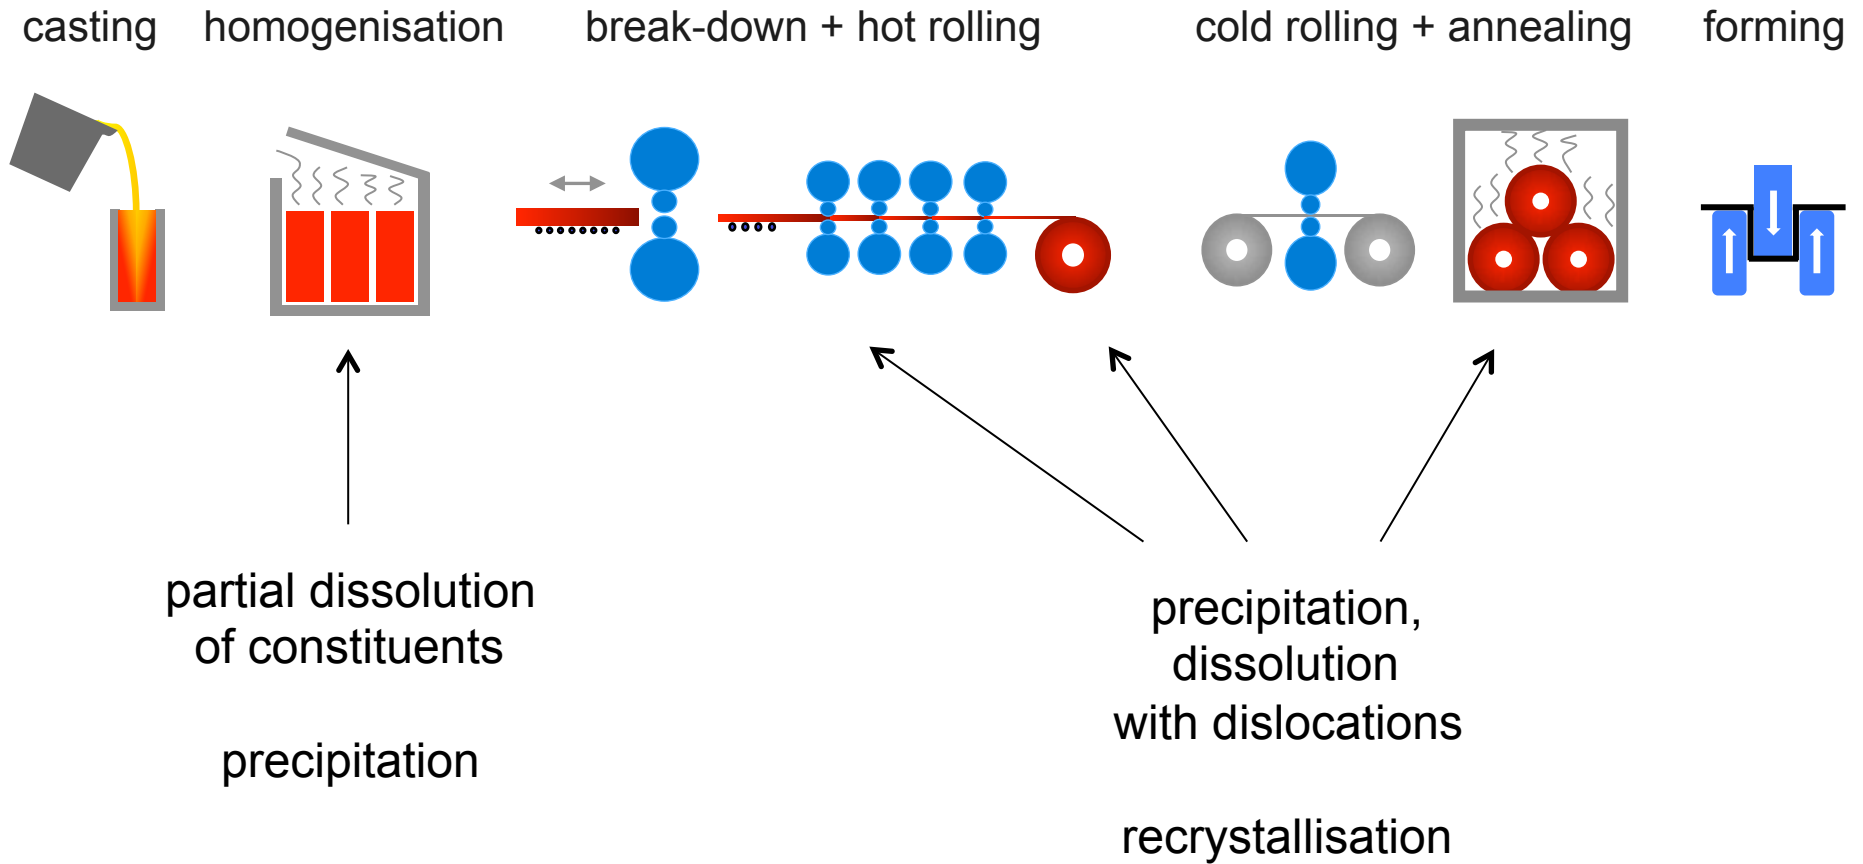 casting
homogenisation
break-down + hot rolling
cold rolling + annealing
forming
partial dissolution
of constituents
precipitation
precipitation,
dissolution
with dislocations
recrystallisation